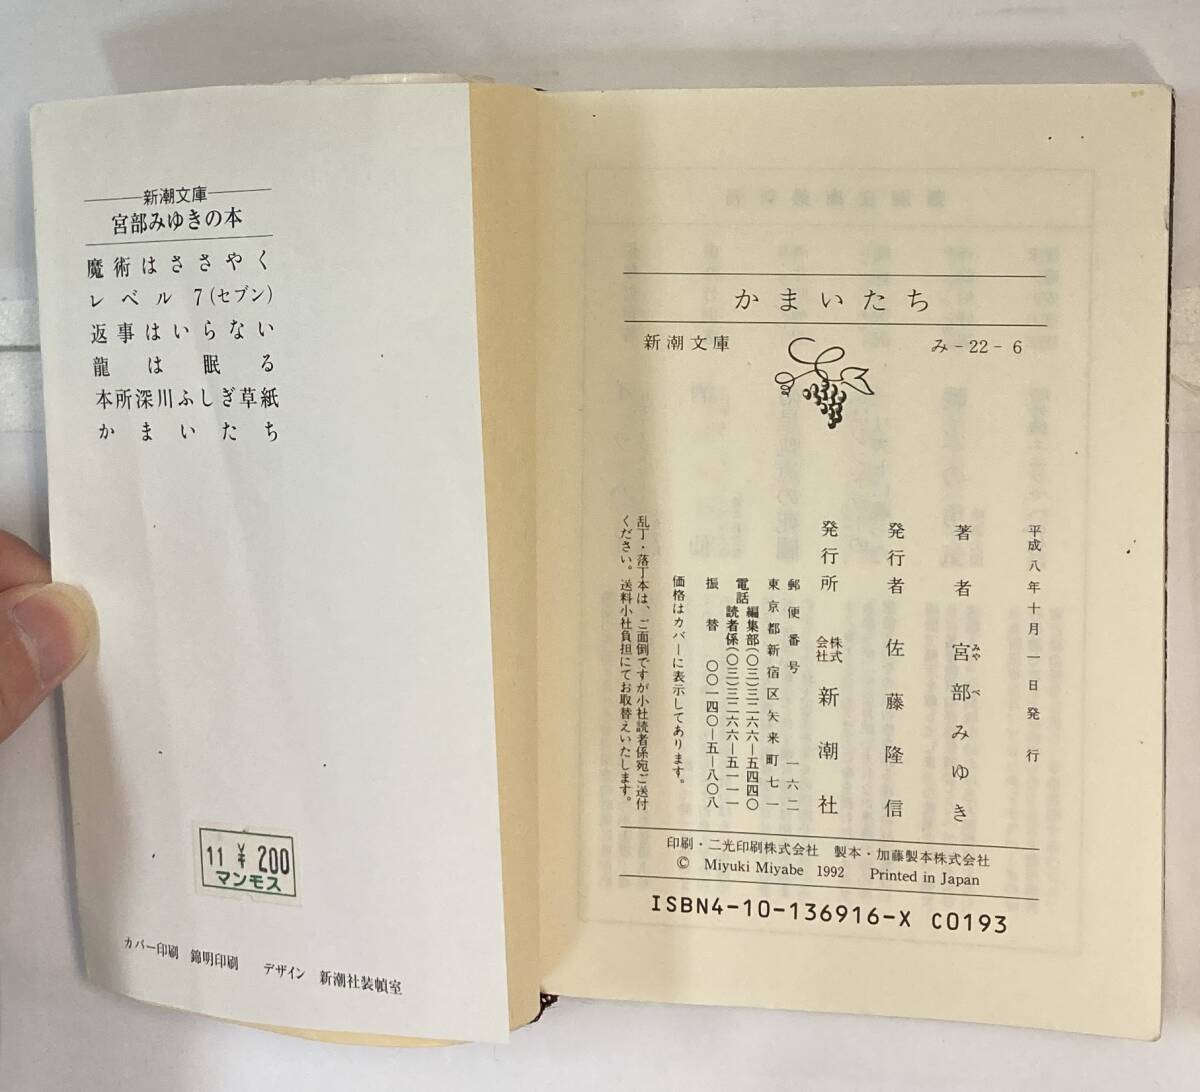 新潮文庫
宮部みゆきの本
魔術はささやく
レベル7(セブン)
返事はいらない
龍は眠る
本所深川ふしぎ草紙
かまいたち
11 ¥200
マンモス
カバー印刷 錦明印刷 デザイン 新潮社装幀室
かまいたち
新潮文庫 み-22-6
平成八年十月一日発行
著者 宮部みゆき
みやべ
発行者 佐藤隆信
発行所 株式会社 新潮社
郵便番号 一六二
東京都新宿区矢来町七一
電話 編集部(〇三)三二六六―五四四〇
読者係(〇三)三二六六―五一一一
振替 〇〇一四〇―五―八〇八
価格はカバーに表示してあります。
乱丁・落丁本は、ご面倒ですが小社読者係宛ご送付
ください。送料小社負担にてお取替えいたします。
印刷・二光印刷株式会社 製本・加藤製本株式会社
© Miyuki Miyabe 1992 Printed in Japan
ISBN4-10-136916-X C0193